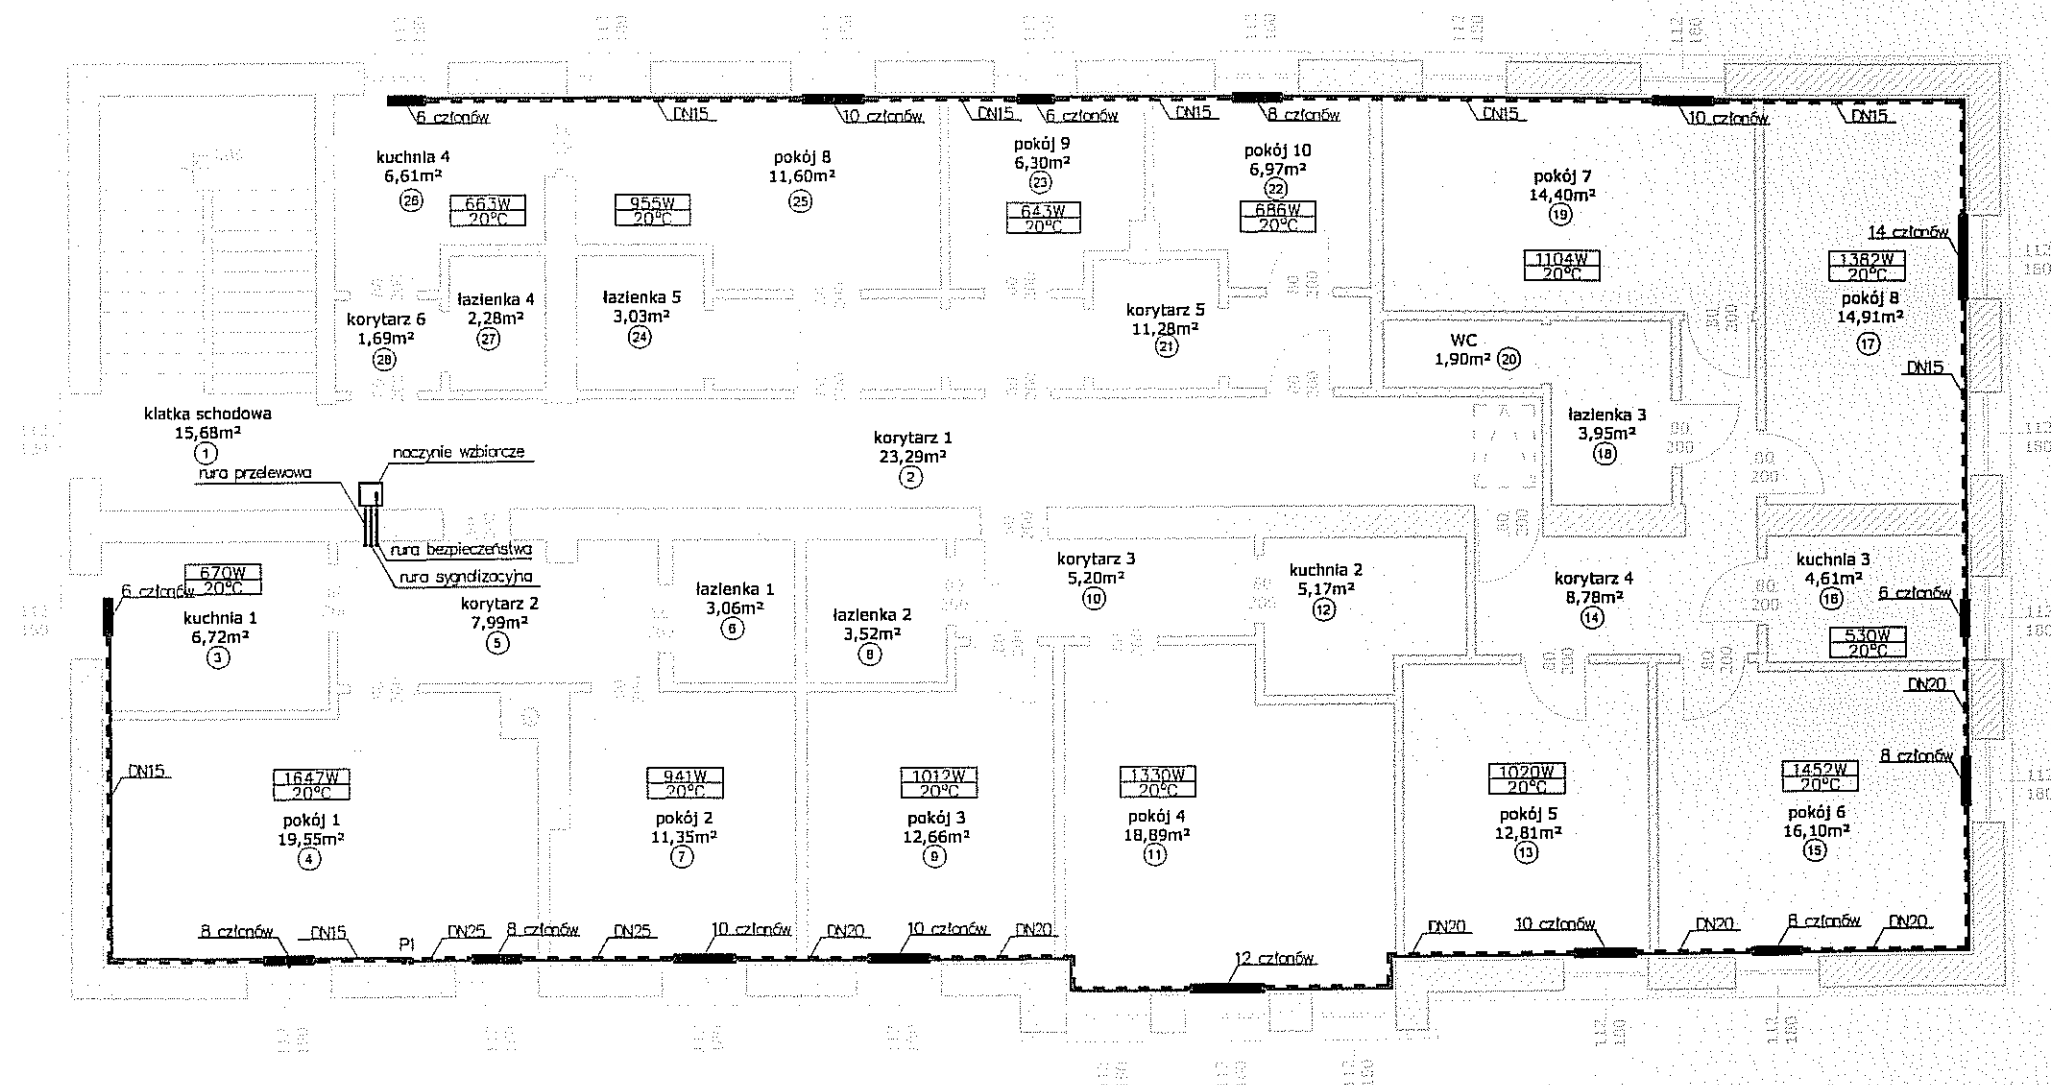 6 członów
DN15
10 członów
DN15
6 członów
DN15
8 członów
DN15
10 członów
DN15
kuchnia 4
6,61m²
26
663W
20°C
955W
20°C
pokój 8
11,60m²
25
pokój 9
6,30m²
23
643W
20°C
pokój 10
6,97m²
22
686W
20°C
pokój 7
14,40m²
19
1104W
20°C
14 członów
1382W
20°C
pokój 8
14,91m²
17
DN15
korytarz 6
1,69m²
28
łazienka 4
2,28m²
27
łazienka 5
3,03m²
24
korytarz 5
11,28m²
21
WC
1,90m² 20
łazienka 3
3,95m²
18
80
200
80
200
80
200
klatka schodowa
15,68m²
1
rura przelewowa
naczynie wzbiorcze
korytarz 1
23,29m²
2
rura bezpieczeństwa
rura sygnalizacyjna
6 członów
670W
20°C
kuchnia 1
6,72m²
3
korytarz 2
7,99m²
5
łazienka 1
3,06m²
6
łazienka 2
3,52m²
8
korytarz 3
5,20m²
10
kuchnia 2
5,17m²
12
korytarz 4
8,78m²
14
80
200
kuchnia 3
4,61m²
16
6 członów
530W
20°C
DN20
8 członów
DN15
1647W
20°C
pokój 1
19,55m²
4
941W
20°C
pokój 2
11,35m²
7
1012W
20°C
pokój 3
12,66m²
9
1330W
20°C
pokój 4
18,89m²
11
1020W
20°C
pokój 5
12,81m²
13
1452W
20°C
pokój 6
16,10m²
15
8 członów
DN15
P1
DN25
8 członów
DN25
10 członów
DN20
10 członów
DN20
12 członów
DN20
10 członów
DN20
8 członów
DN20